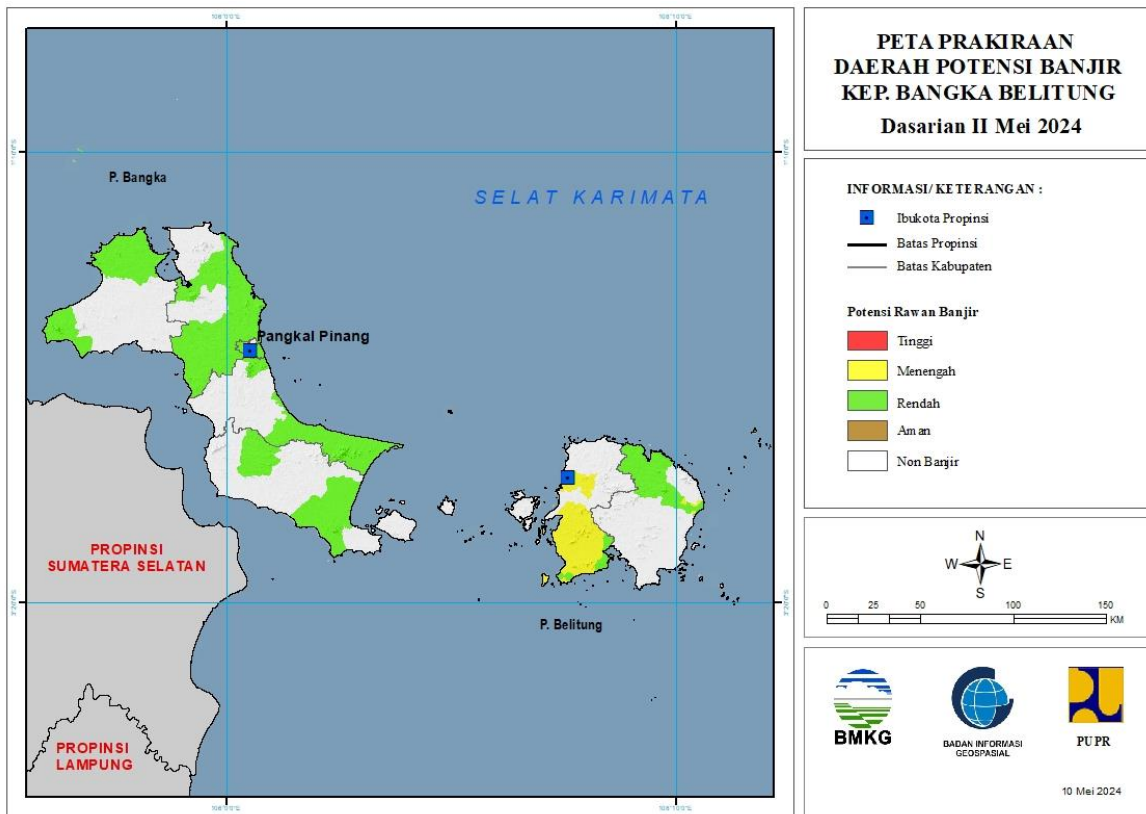 PETA PRAKIRAAN
DAERAH POTENSI BANJIR
KEP. BANGKA BELITUNG
Dasarian II Mei 2024
P. Bangka
SELAT KARIMATA
Pangkal Pinang
PROPINSI
SUMATERA SELATAN
P. Belitung
PROPINSI
LAMPUNG
INFORMASI/ KETERANGAN :
Ibukota Propinsi
Batas Propinsi
Batas Kabupaten
Potensi Rawan Banjir
Tinggi
Menengah
Rendah
Aman
Non Banjir
N
W
E
S
0 25 50 100 150
KM
BMKG
BADAN INFORMASI
GEOSPASIAL
PUPR
10 Mei 2024